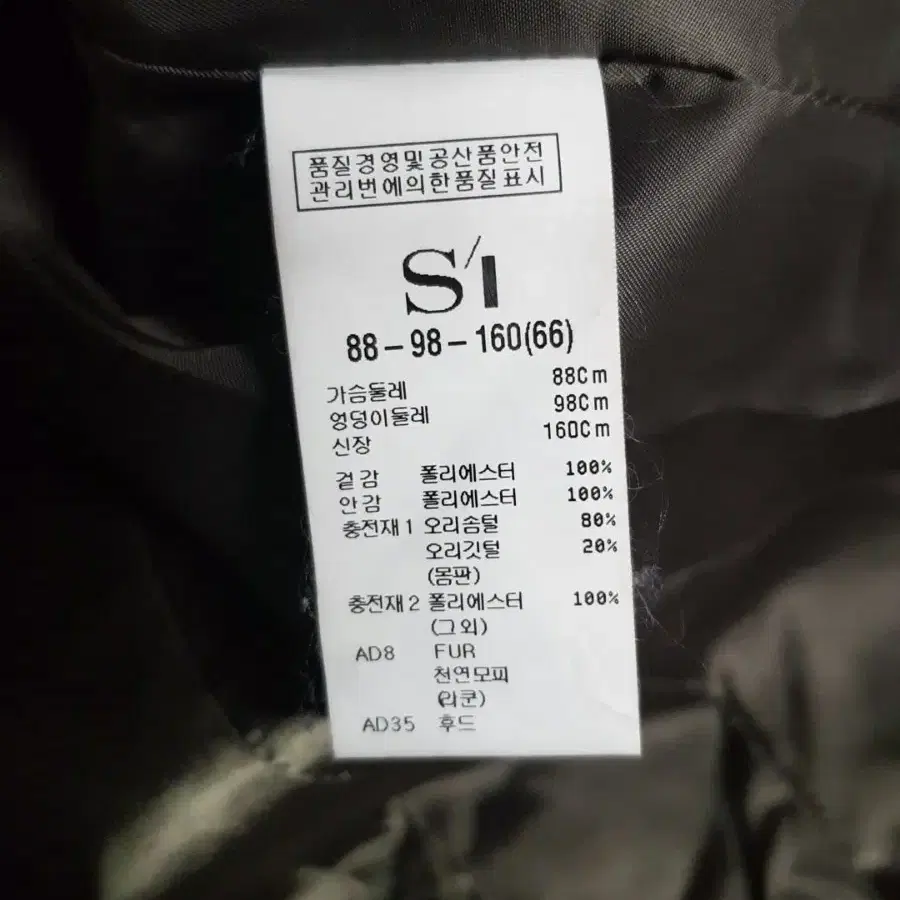 품질경영및공산품안전
관리번에의한품질표시
S'I
88-98-160(66)
가슴둘레 88Cm
엉덩이둘레 98Cm
신장 160Cm
겉감 폴리에스터 100%
안감 폴리에스터 100%
충전재1 오리솜털 80%
오리깃털 20%
(몸판)
충전재2 폴리에스터 100%
(그외)
AD8 FUR
천연모피
(라쿤)
AD35 후드